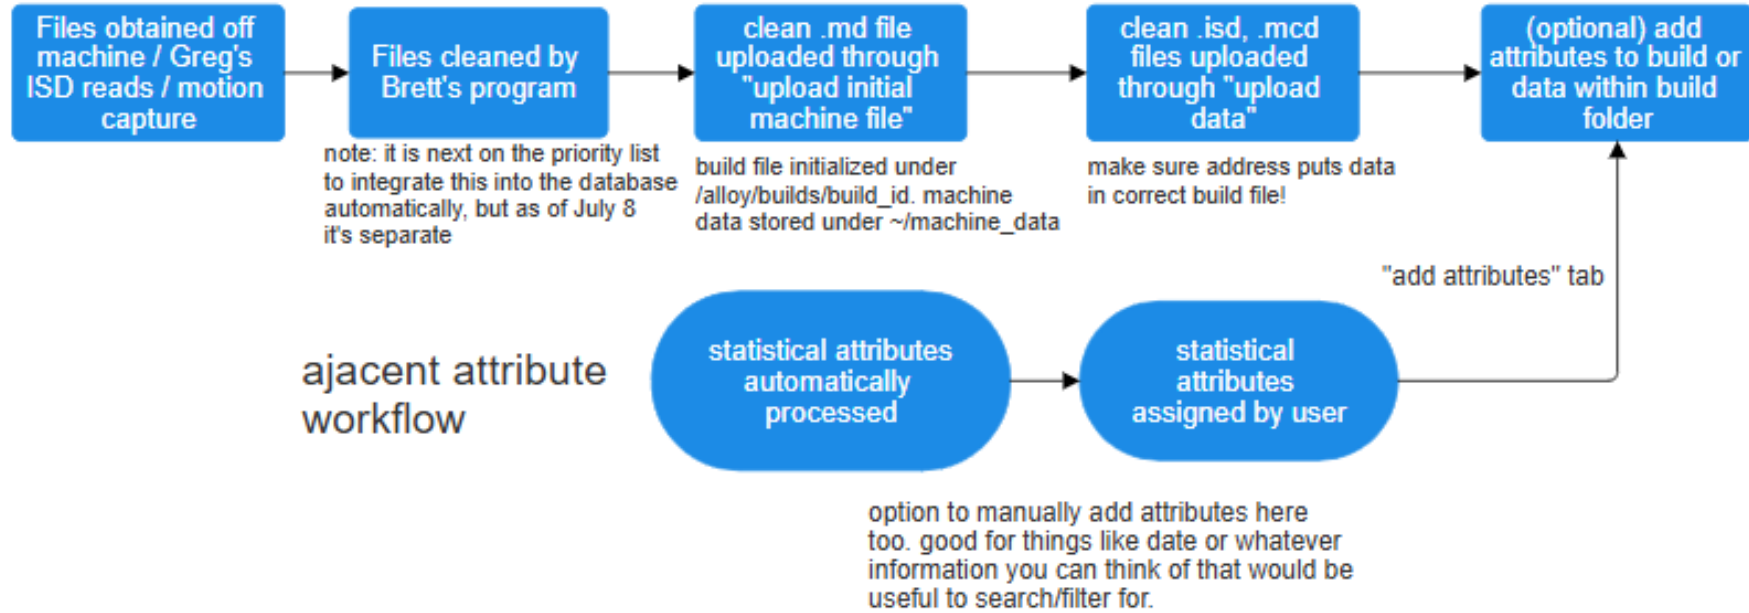 Files obtained off
machine / Greg's
ISD reads / motion
capture
Files cleaned by
Brett's program
note: it is next on the priority list
to integrate this into the database
automatically, but as of July 8
it's separate
clean .md file
uploaded through
"upload initial
machine file"
build file initialized under
/alloy/builds/build_id. machine
data stored under ~/machine_data
clean .isd, .mcd
files uploaded
through "upload
data"
make sure address puts data
in correct build file!
(optional) add
attributes to build or
data within build
folder
"add attributes" tab
ajacent attribute
workflow
statistical attributes
automatically
processed
statistical
attributes
assigned by user
option to manually add attributes here
too. good for things like date or whatever
information you can think of that would be
useful to search/filter for.